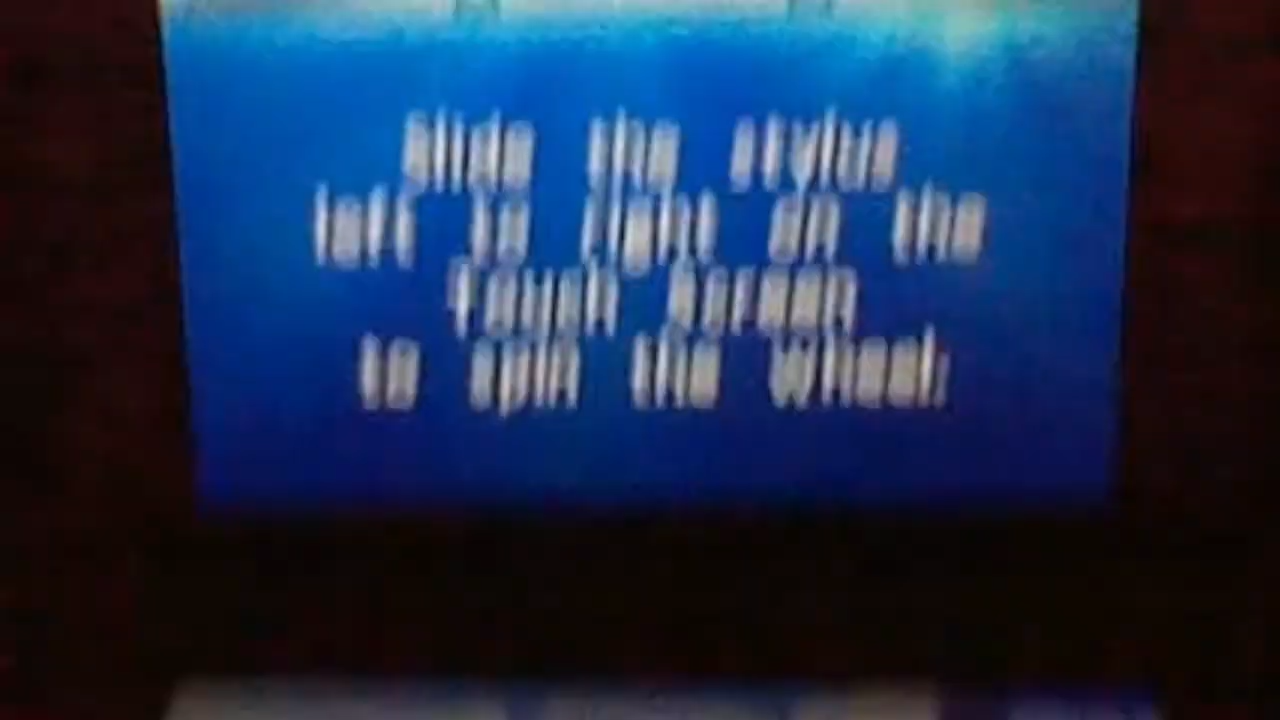 Slide the stylus
left to right on the
Touch Screen
to spin the wheel.